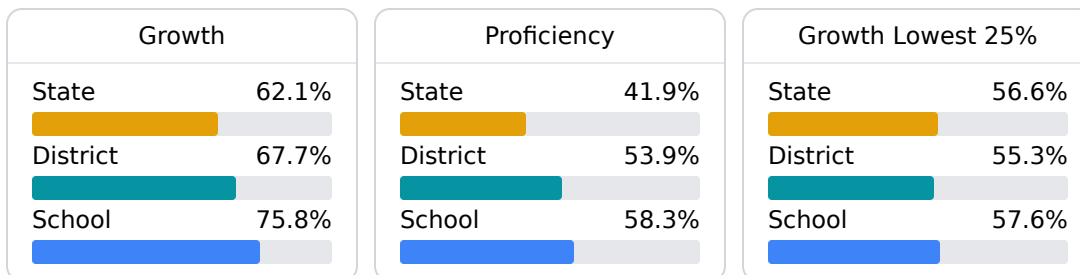 Growth
State 62.1%
District 67.7%
School 75.8%
Proficiency
State 41.9%
District 53.9%
School 58.3%
Growth Lowest 25%
State 56.6%
District 55.3%
School 57.6%